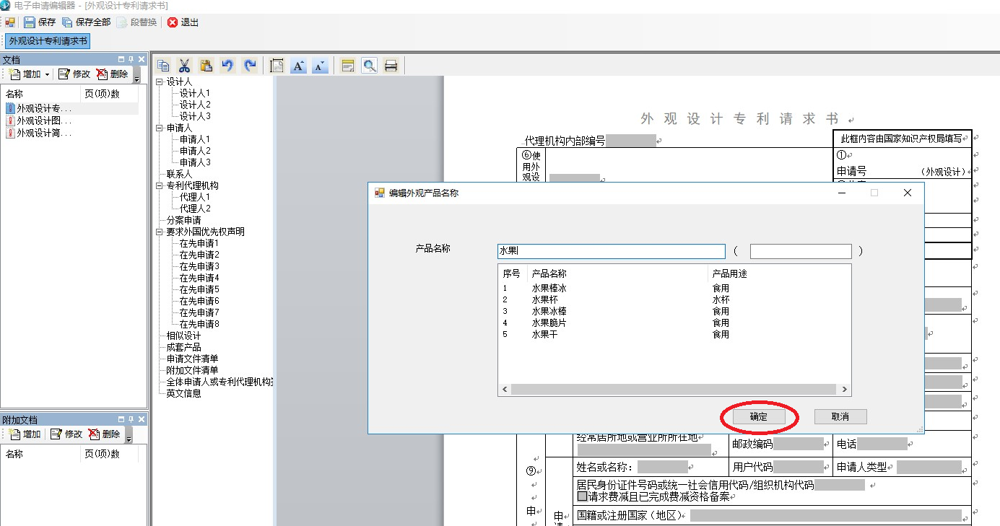 电子申请编辑器 - [外观设计专利请求书]
保存 保存全部 段替换 退出
外观设计专利请求书
文档
增加 修改 删除
名称 页(项)数
外观设计专...
外观设计图...
外观设计简...
附加文档
增加 修改 删除
名称 页(项)数
设计人
设计人1
设计人2
设计人3
申请人
申请人1
申请人2
申请人3
联系人
专利代理机构
代理人1
代理人2
分案申请
要求外国优先权声明
在先申请1
在先申请2
在先申请3
在先申请4
在先申请5
在先申请6
在先申请7
在先申请8
相似设计
成套产品
申请文件清单
附加文件清单
全体申请人或专利代理机构
英文信息
外观设计专利请求书
代理机构内部编号
此框内容由国家知识产权局填写
⑥使
用外
观设
①
申请号 （外观设计）
编辑外观产品名称
产品名称 水果 ( )
序号 产品名称 产品用途
1 水果棒冰 食用
2 水果杯 水杯
3 水果冰棒 食用
4 水果脆片 食用
5 水果干 食用
确定 取消
经常居所地或营业所所在地 邮政编码 电话
⑨
姓名或名称： 用户代码 申请人类型
居民身份证件号码或统一社会信用代码/组织机构代码
请求费减且已完成费减资格备案
申 申
国籍或注册国家（地区）